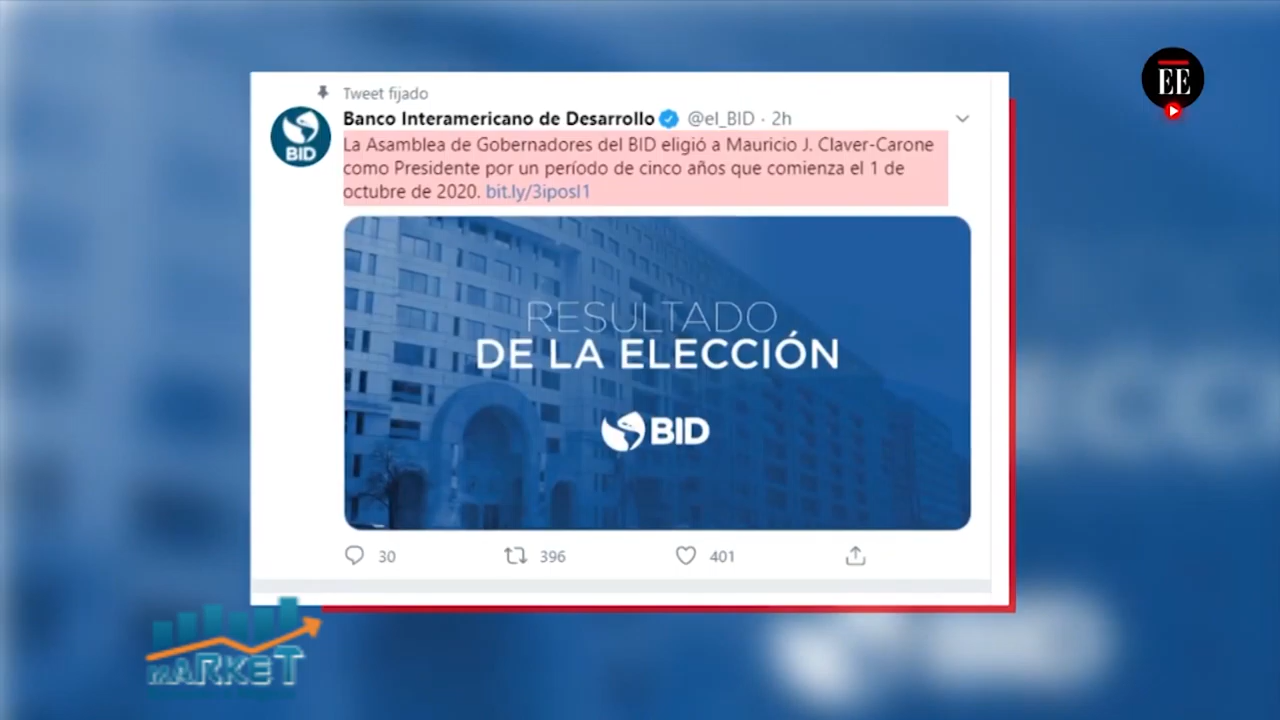 EE
Tweet fijado
Banco Interamericano de Desarrollo @el_BID · 2h
BID
La Asamblea de Gobernadores del BID eligió a Mauricio J. Claver-Carone
como Presidente por un período de cinco años que comienza el 1 de
octubre de 2020. bit.ly/3iposI1
RESULTADO
DE LA ELECCIÓN
BID
30 396 401
MARKET